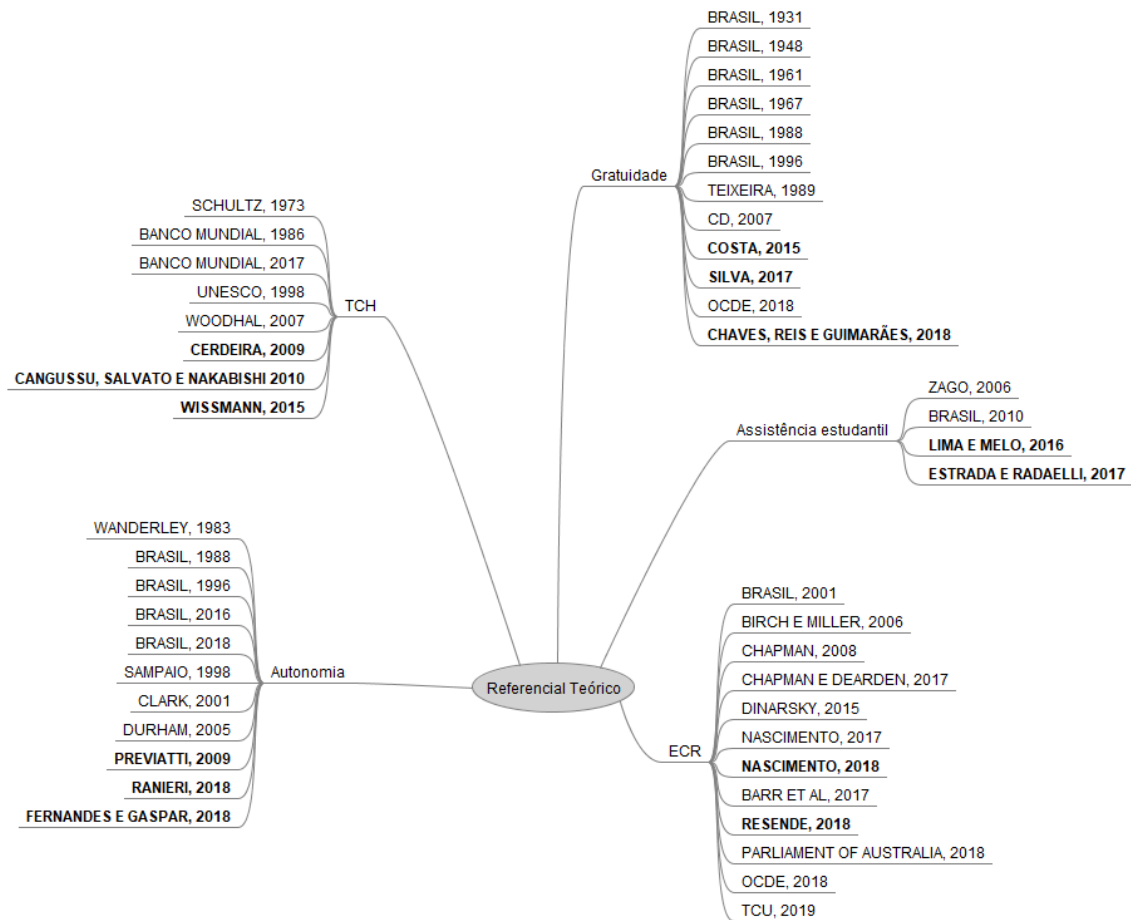 Referencial Teórico
TCH
SCHULTZ, 1973
BANCO MUNDIAL, 1986
BANCO MUNDIAL, 2017
UNESCO, 1998
WOODHAL, 2007
CERDEIRA, 2009
CANGUSSU, SALVATO E NAKABISHI 2010
WISSMANN, 2015
Autonomia
WANDERLEY, 1983
BRASIL, 1988
BRASIL, 1996
BRASIL, 2016
BRASIL, 2018
SAMPAIO, 1998
CLARK, 2001
DURHAM, 2005
PREVIATTI, 2009
RANIERI, 2018
FERNANDES E GASPAR, 2018
Gratuidade
BRASIL, 1931
BRASIL, 1948
BRASIL, 1961
BRASIL, 1967
BRASIL, 1988
BRASIL, 1996
TEIXEIRA, 1989
CD, 2007
COSTA, 2015
SILVA, 2017
OCDE, 2018
CHAVES, REIS E GUIMARÃES, 2018
Assistência estudantil
ZAGO, 2006
BRASIL, 2010
LIMA E MELO, 2016
ESTRADA E RADAELLI, 2017
ECR
BRASIL, 2001
BIRCH E MILLER, 2006
CHAPMAN, 2008
CHAPMAN E DEARDEN, 2017
DINARSKY, 2015
NASCIMENTO, 2017
NASCIMENTO, 2018
BARR ET AL, 2017
RESENDE, 2018
PARLIAMENT OF AUSTRALIA, 2018
OCDE, 2018
TCU, 2019